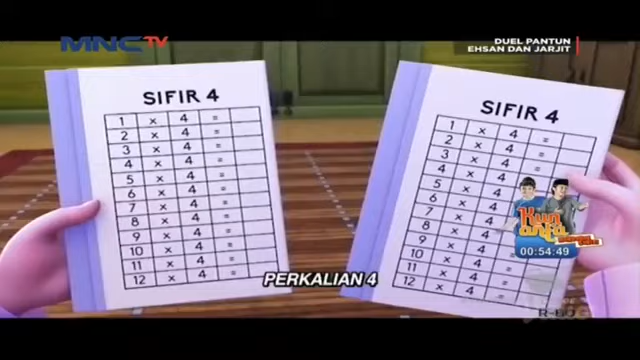 MNCTV
DUEL PANTUN
EHSAN DAN JARJIT
SIFIR 4
1 × 4 =
2 × 4 =
3 × 4 =
4 × 4 =
5 × 4 =
6 × 4 =
7 × 4 =
8 × 4 =
9 × 4 =
10 × 4 =
11 × 4 =
12 × 4 =
SIFIR 4
1 × 4 =
2 × 4 =
3 × 4 =
4 × 4 =
5 × 4 =
6 × 4 =
7 × 4
8 × 4
9 × 4
10 × 4 =
11 × 4 =
12 × 4 =
00:54:49
PERKALIAN 4